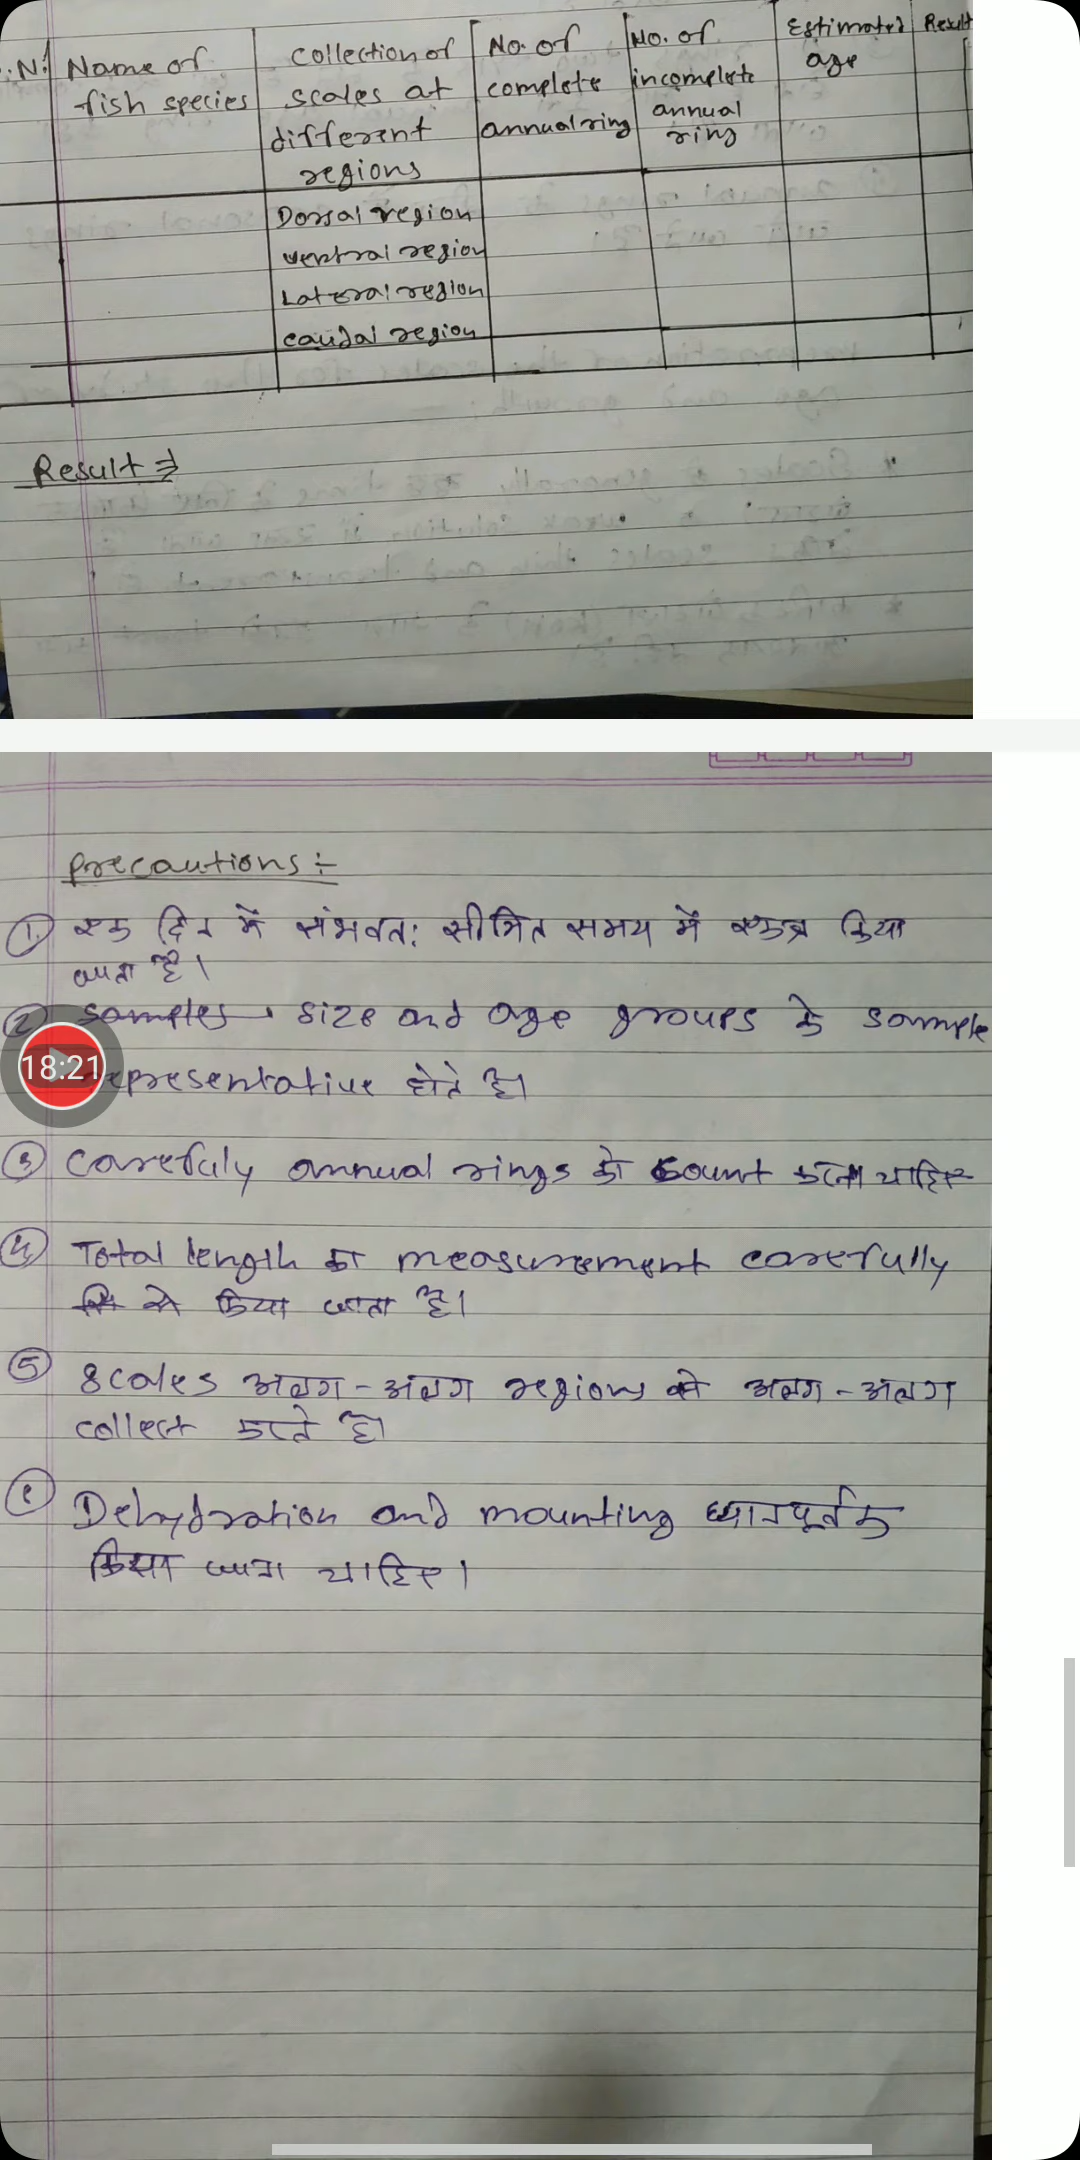 S.N. Name of fish species | Collection of scales at different regions | No. of complete annual ring | No. of incomplete annual ring | Estimated age | Result
Dorsal region
ventral region
Lateral region
caudal region
Result ⇒
Precautions :-
① एक दिन में संभवत: सीमित समय में एकत्र किया
जाता है।
② Samples, size and age groups के sample
representative होते है।
③ Carefuly annual rings को count करना चाहिए
④ Total length का measurement carefully
से किया जाता है।
⑤ Scales अलग-अलग regions से अलग-अलग
collect करते है।
⑥ Dehydration and mounting ध्यानपूर्वक
किया जाना चाहिए।
18:21